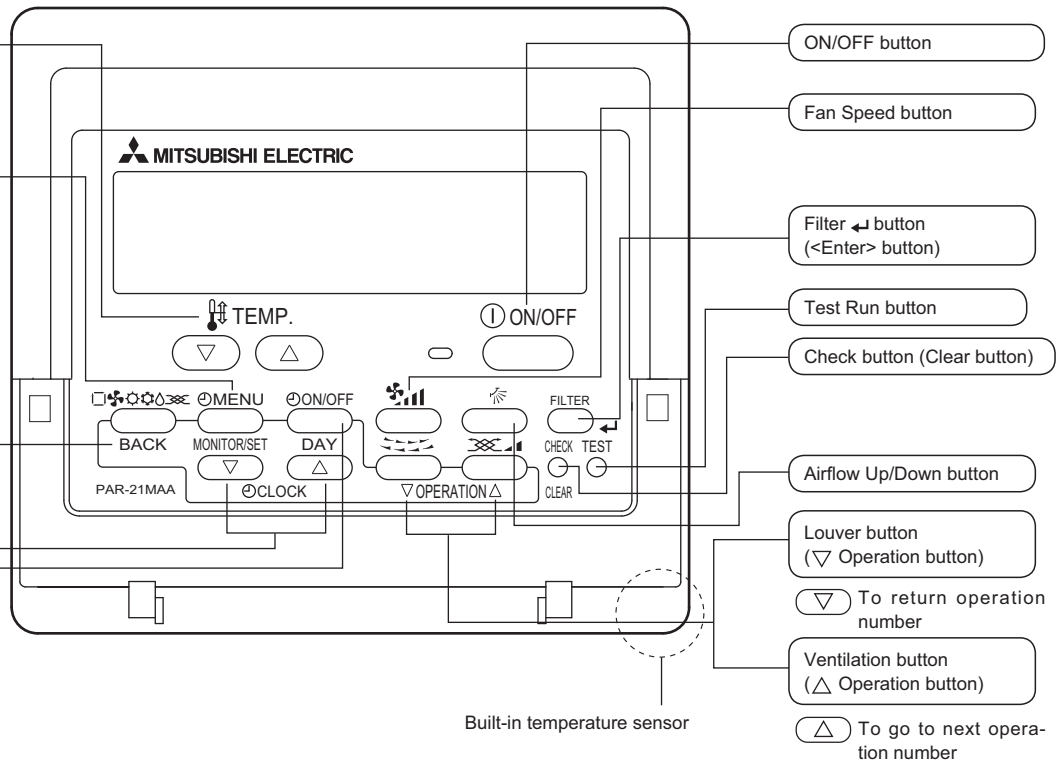 ON/OFF button
Fan Speed button
MITSUBISHI ELECTRIC
Filter ↵ button
(<Enter> button)
TEMP.
ON/OFF
Test Run button
Check button (Clear button)
MENU
ON/OFF
FILTER
BACK
MONITOR/SET
DAY
CHECK
TEST
PAR-21MAA
CLOCK
▽ OPERATION △
CLEAR
Airflow Up/Down button
Louver button
(▽ Operation button)
▽ To return operation
number
Ventilation button
(△ Operation button)
Built-in temperature sensor
△ To go to next opera-
tion number